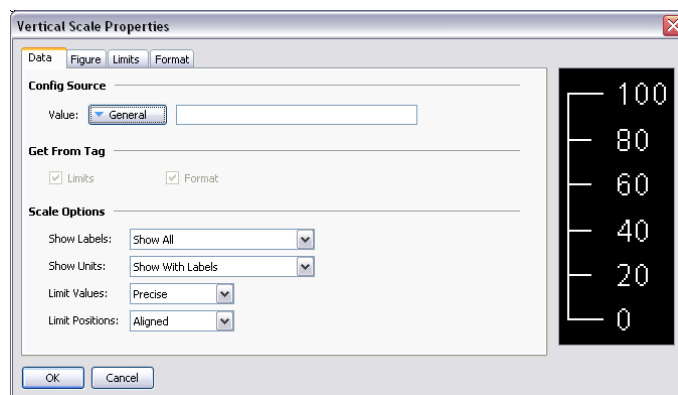 Vertical Scale Properties
Data Figure Limits Format
Config Source
Value: General
Get From Tag
Limits Format
Scale Options
Show Labels: Show All
Show Units: Show With Labels
Limit Values: Precise
Limit Positions: Aligned
OK Cancel
100
80
60
40
20
0